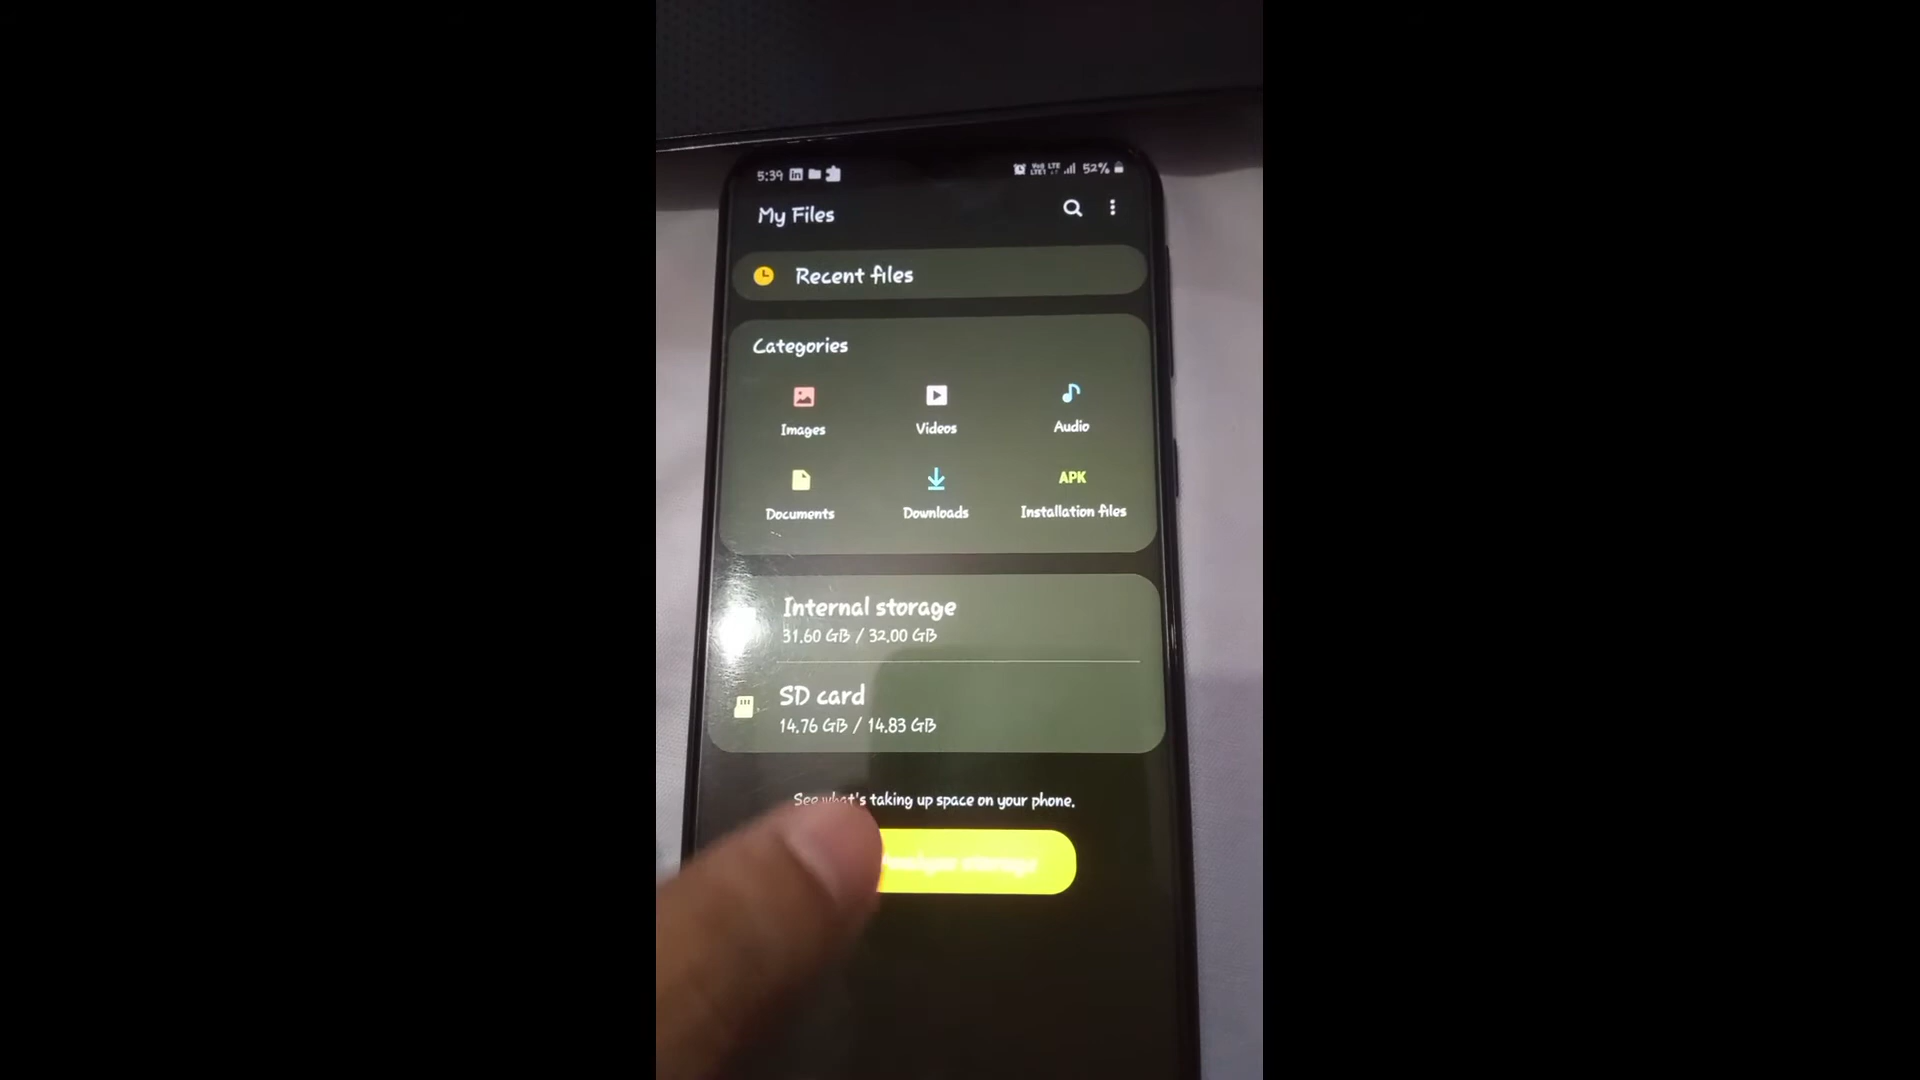 5:39
52%
My Files
Recent files
Categories
Images
Videos
Audio
APK
Documents
Downloads
Installation files
Internal storage
31.60 GB / 32.00 GB
SD card
14.76 GB / 14.83 GB
See what's taking up space on your phone.
storage